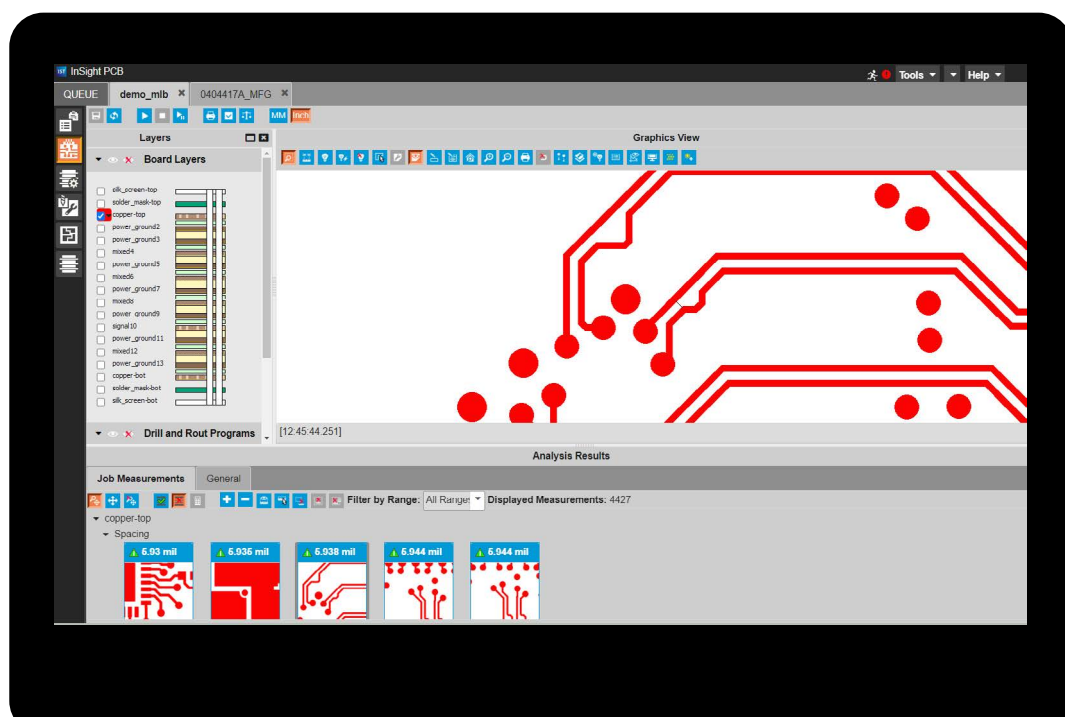 IST InSight PCB
Tools Help
QUEUE demo_mlb × 0404417A_MFG ×
MM Inch
Layers
Graphics View
Board Layers
silk_screen-top
solder_mask-top
copper-top
power_ground2
power_ground3
mixed4
power_ground5
mixed6
power_ground7
mixed8
power_ground9
signal10
power_ground11
mixed12
power_ground13
copper-bot
solder_mask-bot
silk_screen-bot
Drill and Rout Programs
[12:45:44.251]
Analysis Results
Job Measurements General
Filter by Range: All Ranges Displayed Measurements: 4427
copper-top
Spacing
5.93 mil 5.936 mil 5.938 mil 5.944 mil 5.944 mil